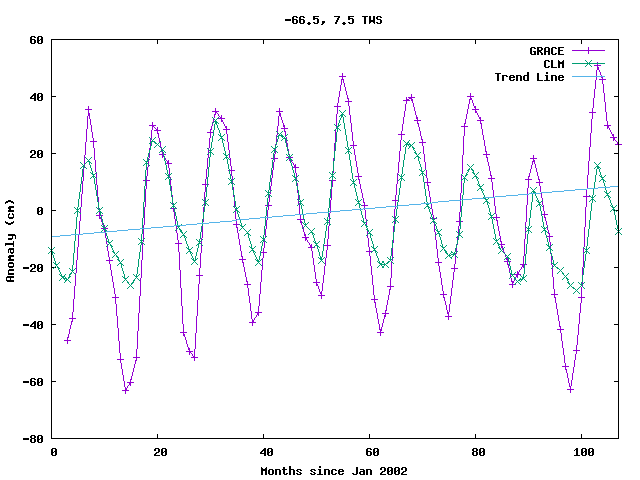 -66.5, 7.5 TWS
60
40
20
0
-20
-40
-60
-80
Anomaly (cm)
GRACE
CLM
Trend Line
0 20 40 60 80 100
Months since Jan 2002